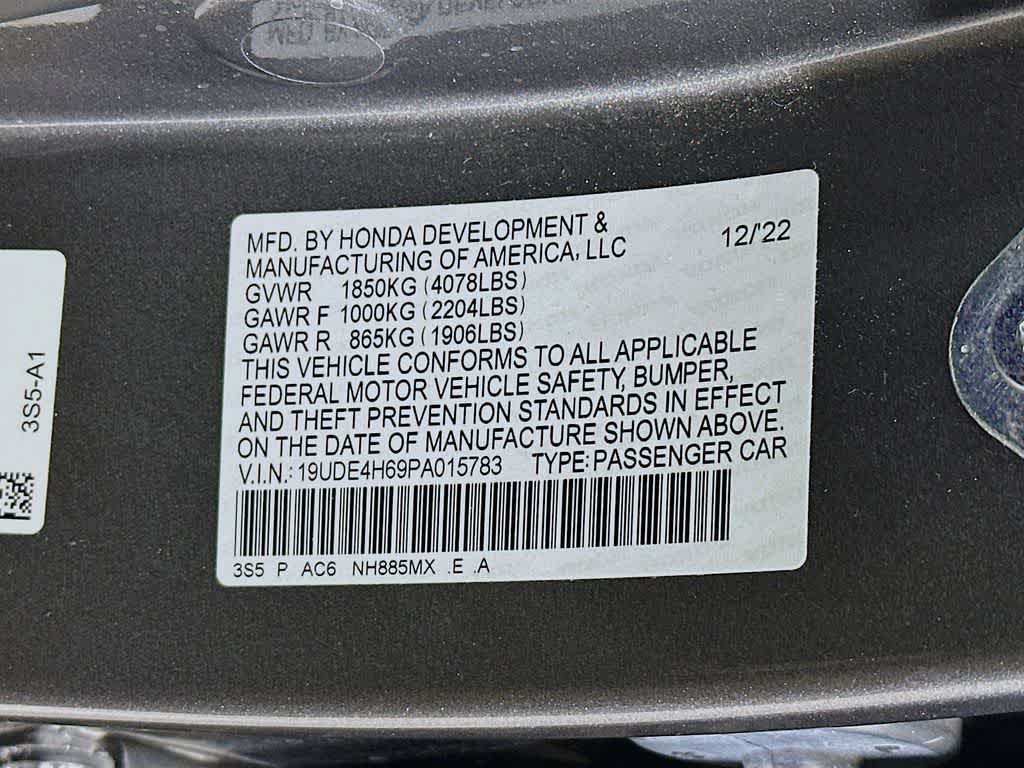 MFD. BY HONDA DEVELOPMENT &
MANUFACTURING OF AMERICA, LLC
12/'22
GVWR 1850KG (4078LBS)
GAWR F 1000KG (2204LBS)
GAWR R 865KG (1906LBS)
THIS VEHICLE CONFORMS TO ALL APPLICABLE
FEDERAL MOTOR VEHICLE SAFETY, BUMPER,
AND THEFT PREVENTION STANDARDS IN EFFECT
ON THE DATE OF MANUFACTURE SHOWN ABOVE.
V.I.N.: 19UDE4H69PA015783 TYPE: PASSENGER CAR
3S5 P AC6 NH885MX .E .A
3S5-A1